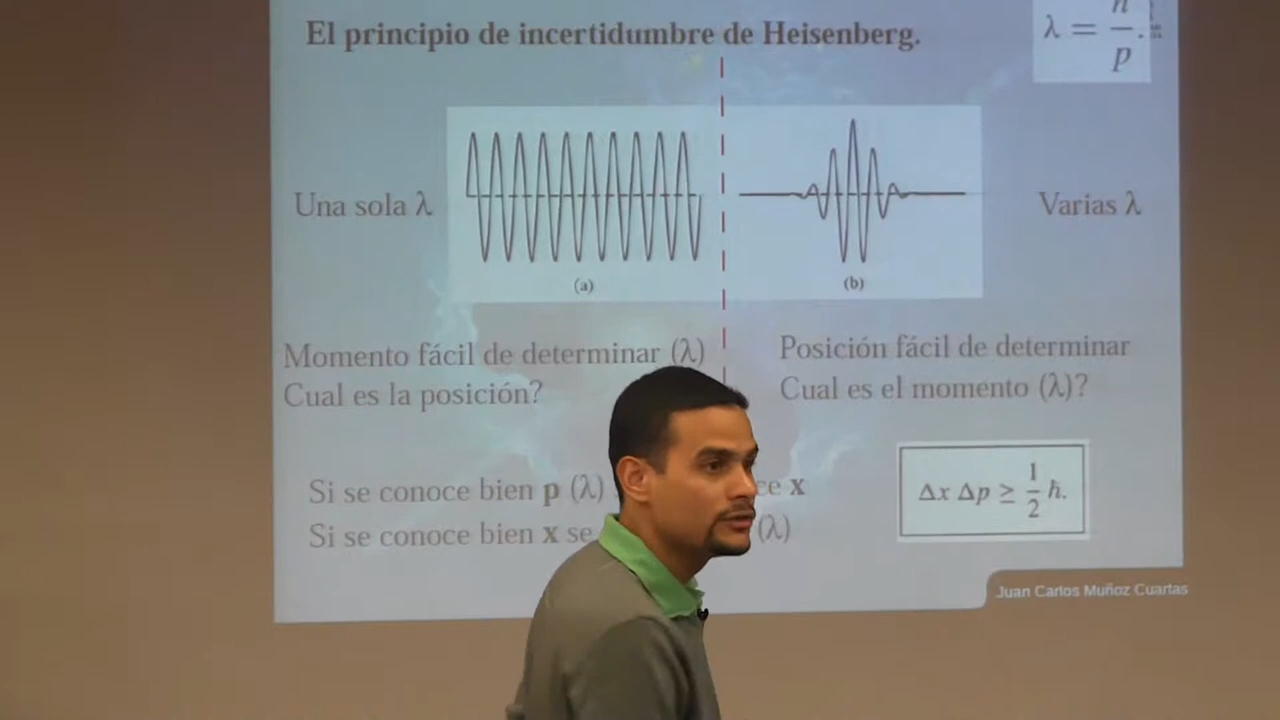 El principio de incertidumbre de Heisenberg.
λ = h/p.
Una sola λ
Varias λ
(a)
(b)
Momento fácil de determinar (λ)
Cual es la posición?
Posición fácil de determinar
Cual es el momento (λ)?
Si se conoce bien p (λ) ce x
Si se conoce bien x se (λ)
Δx Δp ≥ 1/2 ℏ.
Juan Carlos Muñoz Cuartas